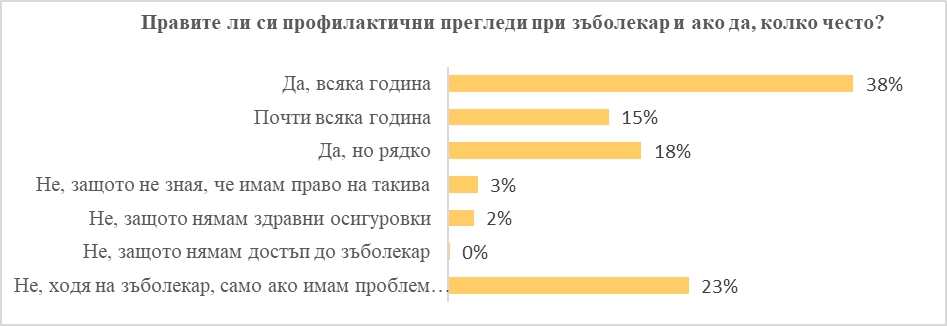 Правите ли си профилактични прегледи при зъболекар и ако да, колко често?
Да, всяка година 38%
Почти всяка година 15%
Да, но рядко 18%
Не, защото не зная, че имам право на такива 3%
Не, защото нямам здравни осигуровки 2%
Не, защото нямам достъп до зъболекар 0%
Не, ходя на зъболекар, само ако имам проблем… 23%